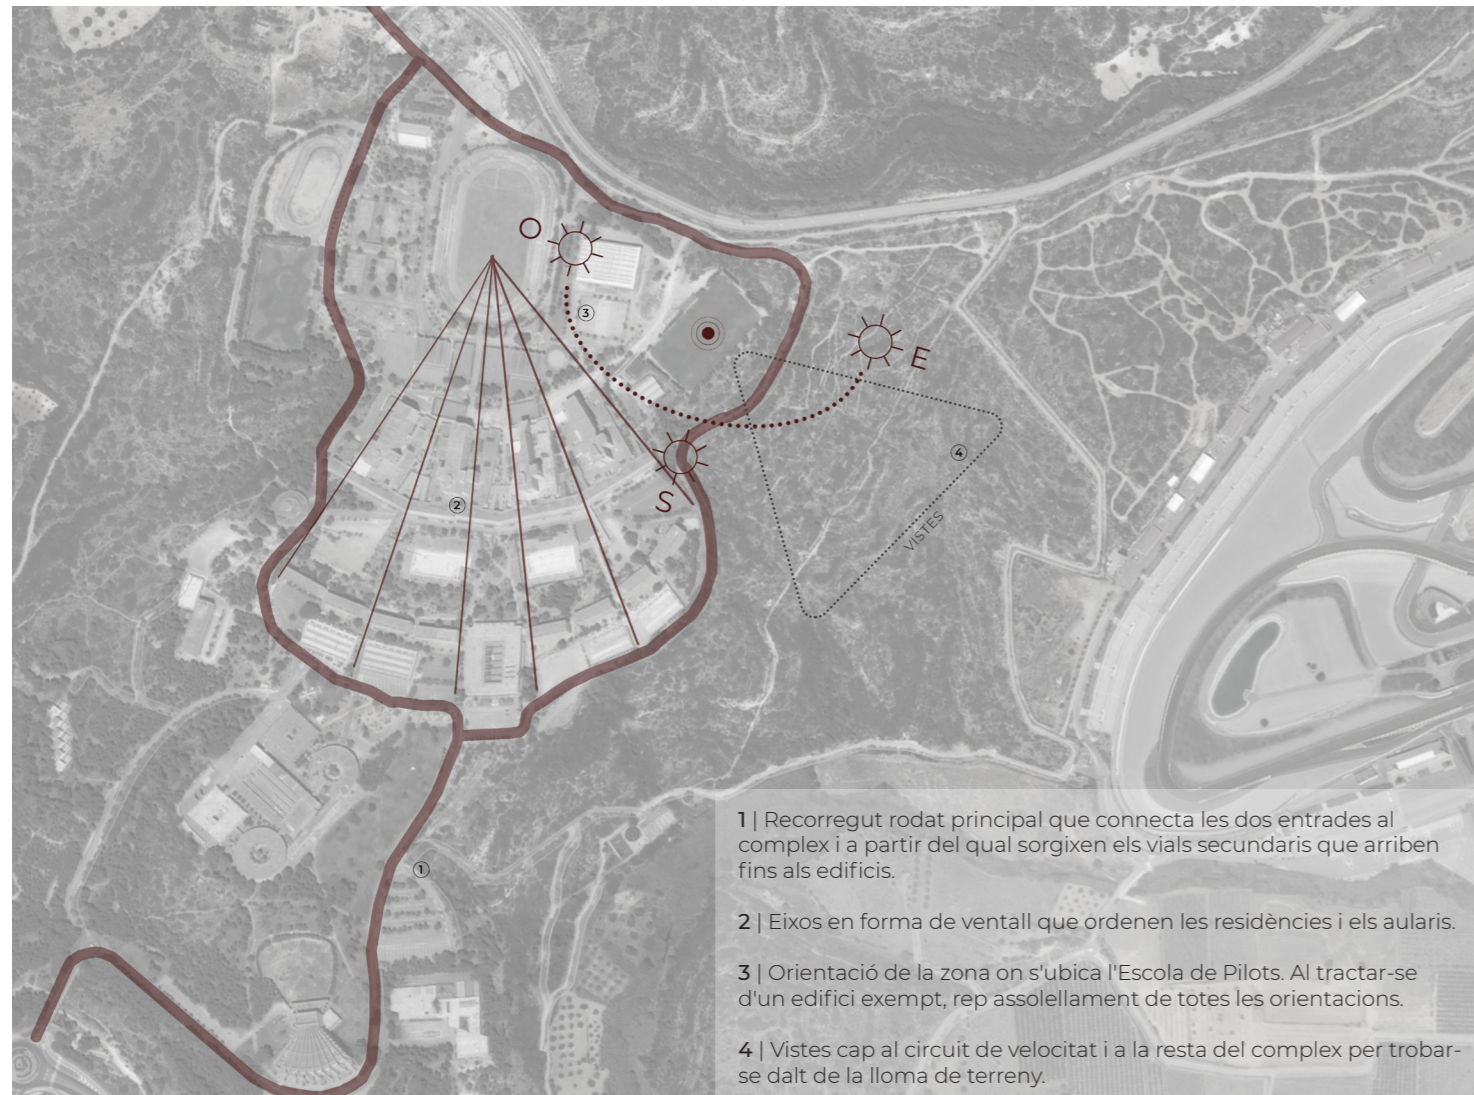 O
3
E
4
S
2
VISTES
1
1 | Recorregut rodat principal que connecta les dos entrades al
complex i a partir del qual sorgixen els vials secundaris que arriben
fins als edificis.
2 | Eixos en forma de ventall que ordenen les residències i els aularis.
3 | Orientació de la zona on s'ubica l'Escola de Pilots. Al tractar-se
d'un edifici exempt, rep assolellament de totes les orientacions.
4 | Vistes cap al circuit de velocitat i a la resta del complex per trobar-
se dalt de la lloma de terreny.